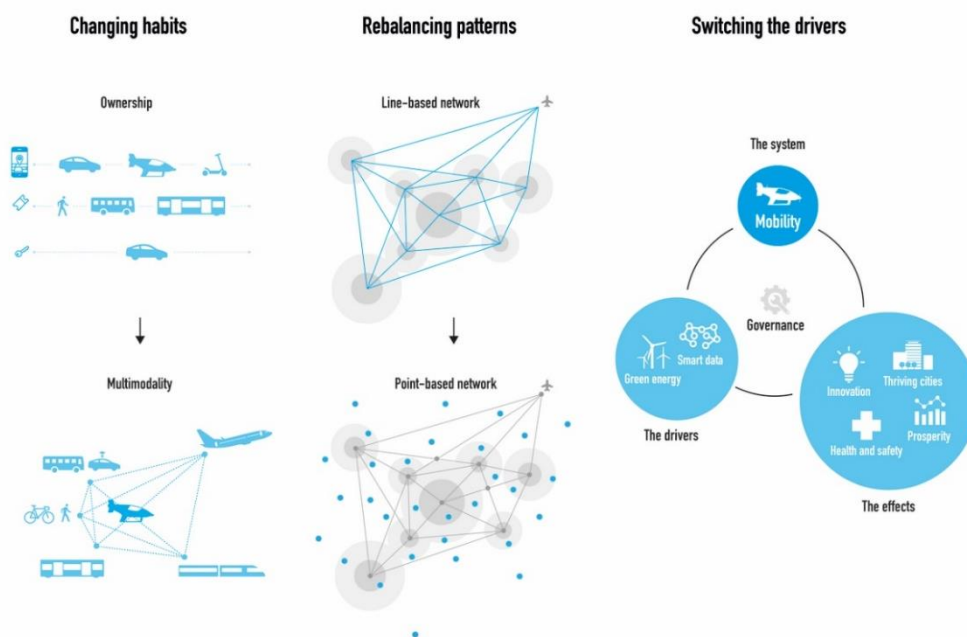 Changing habits
Ownership
Multimodality
Rebalancing patterns
Line-based network
Point-based network
Switching the drivers
The system
Mobility
Governance
Smart data
Green energy
The drivers
Innovation
Thriving cities
Health and safety
Prosperity
The effects